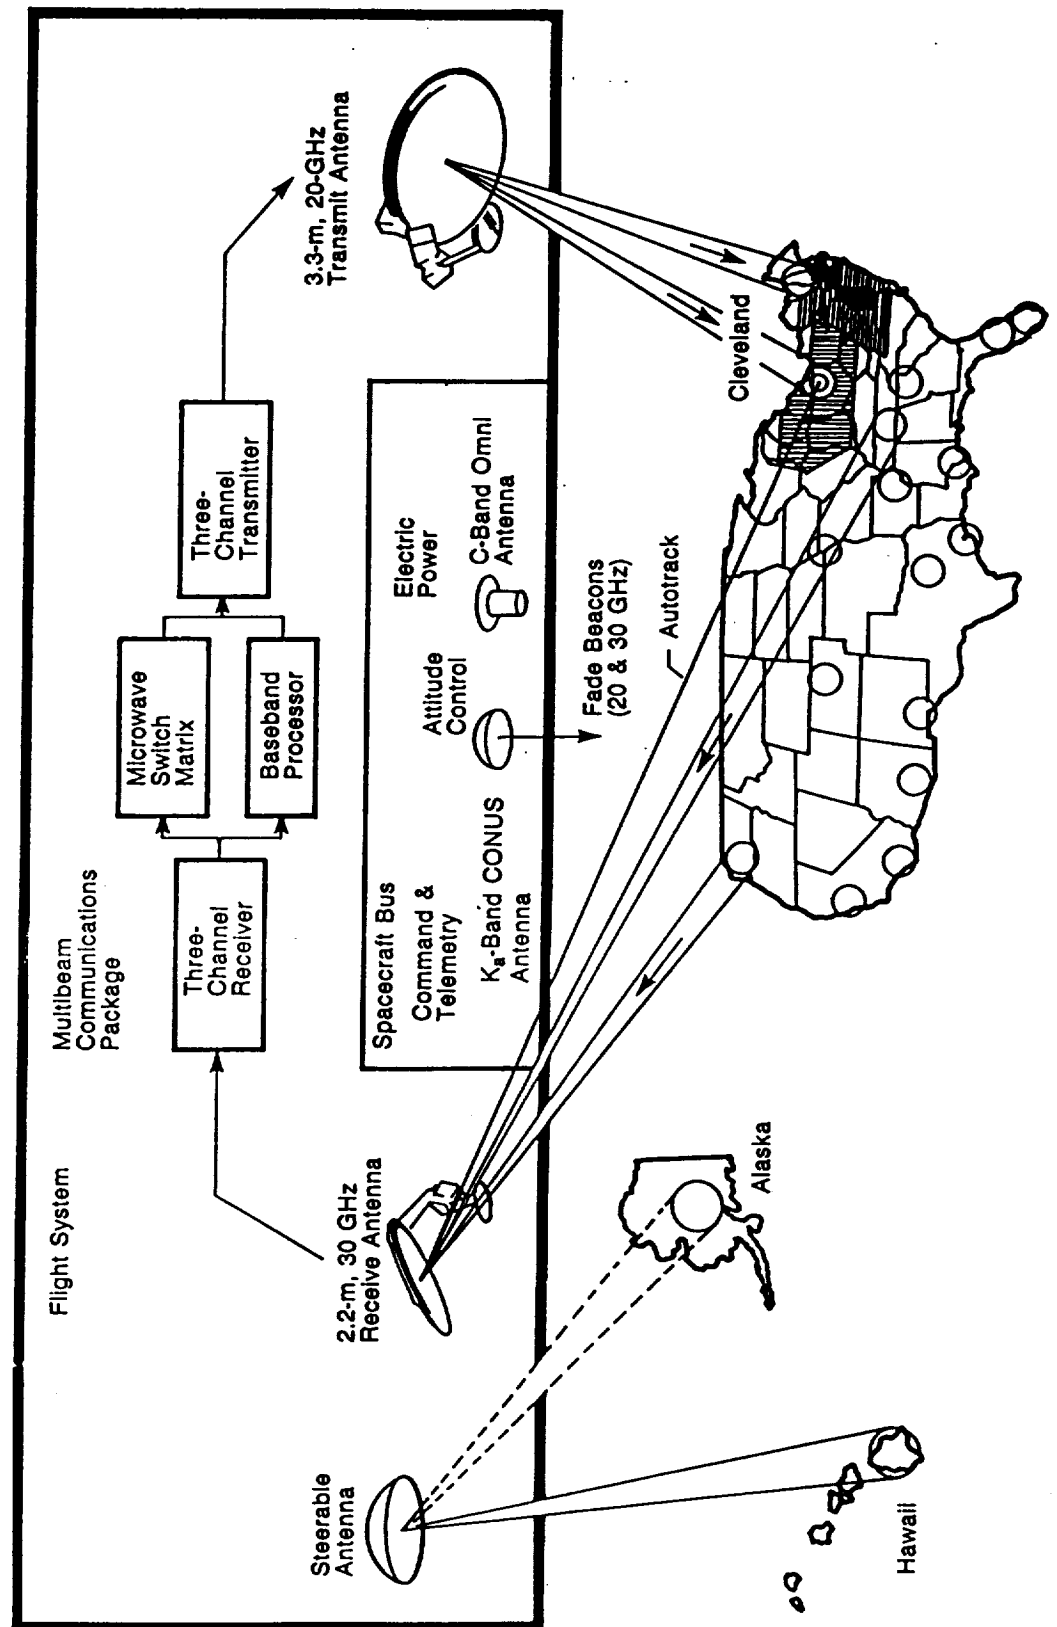 Flight System
Multibeam
Communications
Package
Three-
Channel
Receiver
Microwave
Switch
Matrix
Baseband
Processor
Three-
Channel
Transmitter
Steerable
Antenna
2.2-m, 30 GHz
Receive Antenna
3.3-m, 20-GHz
Transmit Antenna
Spacecraft Bus
Command &
Telemetry
Attitude
Control
Electric
Power
Ka-Band CONUS
Antenna
C-Band Omni
Antenna
Fade Beacons
(20 & 30 GHz)
Autotrack
Cleveland
Alaska
Hawaii